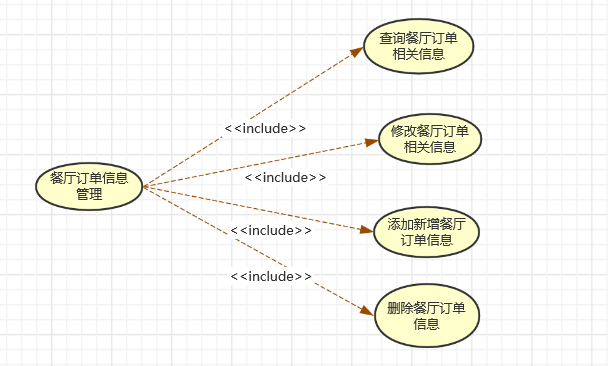 查询餐厅订单
相关信息
<<include>>
修改餐厅订单
相关信息
<<include>>
餐厅订单信息
管理
添加新增餐厅
订单信息
<<include>>
<<include>>
删除餐厅订单
信息